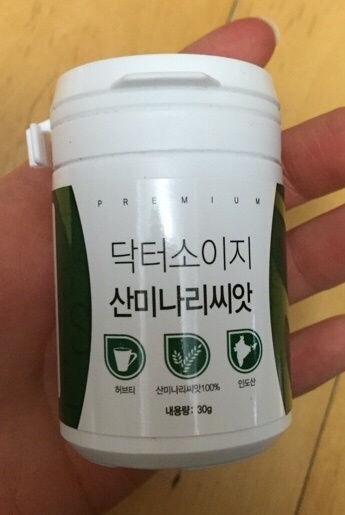 PREMIUM
닥터소이지
산미나리씨앗
허브티 산미나리씨앗100% 인도산
내용량: 30g